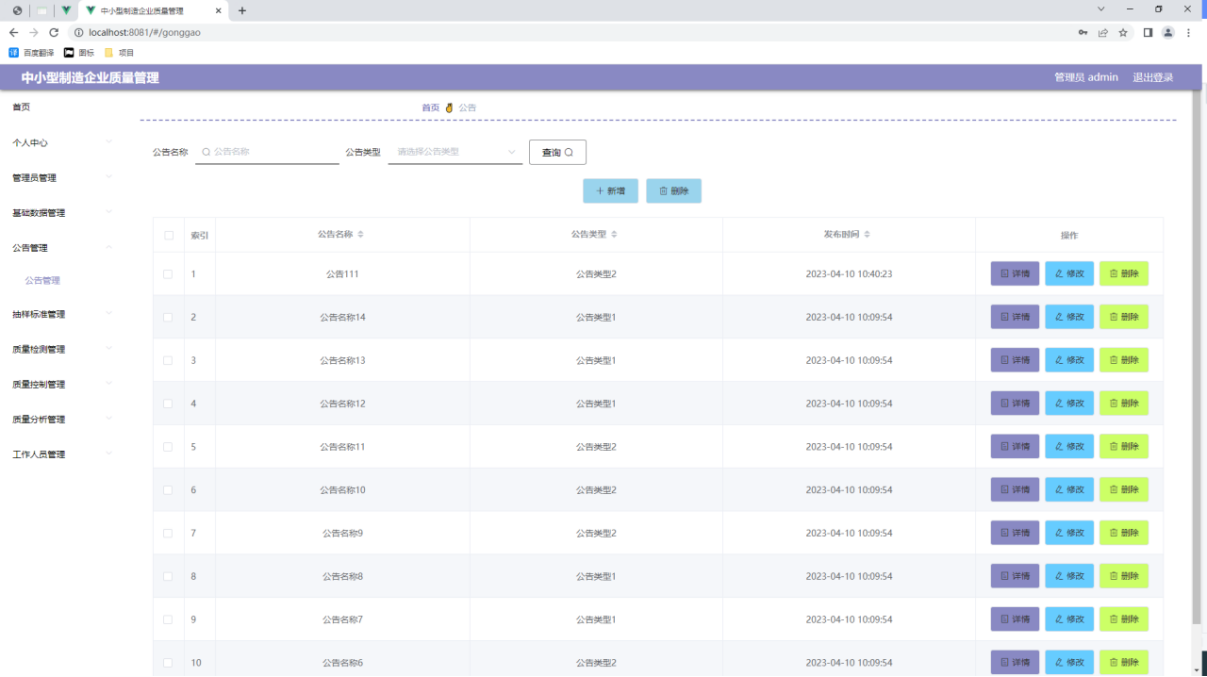 中小型制造企业质量管理
localhost:8081/#/gonggao
百度翻译 图标 项目
中小型制造企业质量管理 管理员 admin 退出登录
首页
个人中心
管理员管理
基础数据管理
公告管理
公告管理
抽样标准管理
质量检测管理
质量控制管理
质量分析管理
工作人员管理
首页 公告
公告名称 公告名称 公告类型 请选择公告类型 查询
新增 删除
索引 公告名称 公告类型 发布时间 操作
1 公告111 公告类型2 2023-04-10 10:40:23 详情 修改 删除
2 公告名称14 公告类型1 2023-04-10 10:09:54 详情 修改 删除
3 公告名称13 公告类型1 2023-04-10 10:09:54 详情 修改 删除
4 公告名称12 公告类型1 2023-04-10 10:09:54 详情 修改 删除
5 公告名称11 公告类型2 2023-04-10 10:09:54 详情 修改 删除
6 公告名称10 公告类型2 2023-04-10 10:09:54 详情 修改 删除
7 公告名称9 公告类型2 2023-04-10 10:09:54 详情 修改 删除
8 公告名称8 公告类型1 2023-04-10 10:09:54 详情 修改 删除
9 公告名称7 公告类型1 2023-04-10 10:09:54 详情 修改 删除
10 公告名称6 公告类型2 2023-04-10 10:09:54 详情 修改 删除